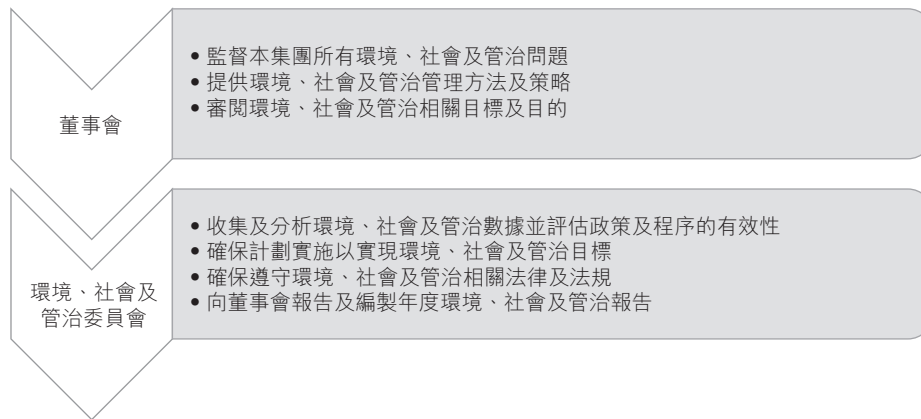 董事會
• 監督本集團所有環境、社會及管治問題
• 提供環境、社會及管治管理方法及策略
• 審閱環境、社會及管治相關目標及目的
環境、社會及
管治委員會
• 收集及分析環境、社會及管治數據並評估政策及程序的有效性
• 確保計劃實施以實現環境、社會及管治目標
• 確保遵守環境、社會及管治相關法律及法規
• 向董事會報告及編製年度環境、社會及管治報告